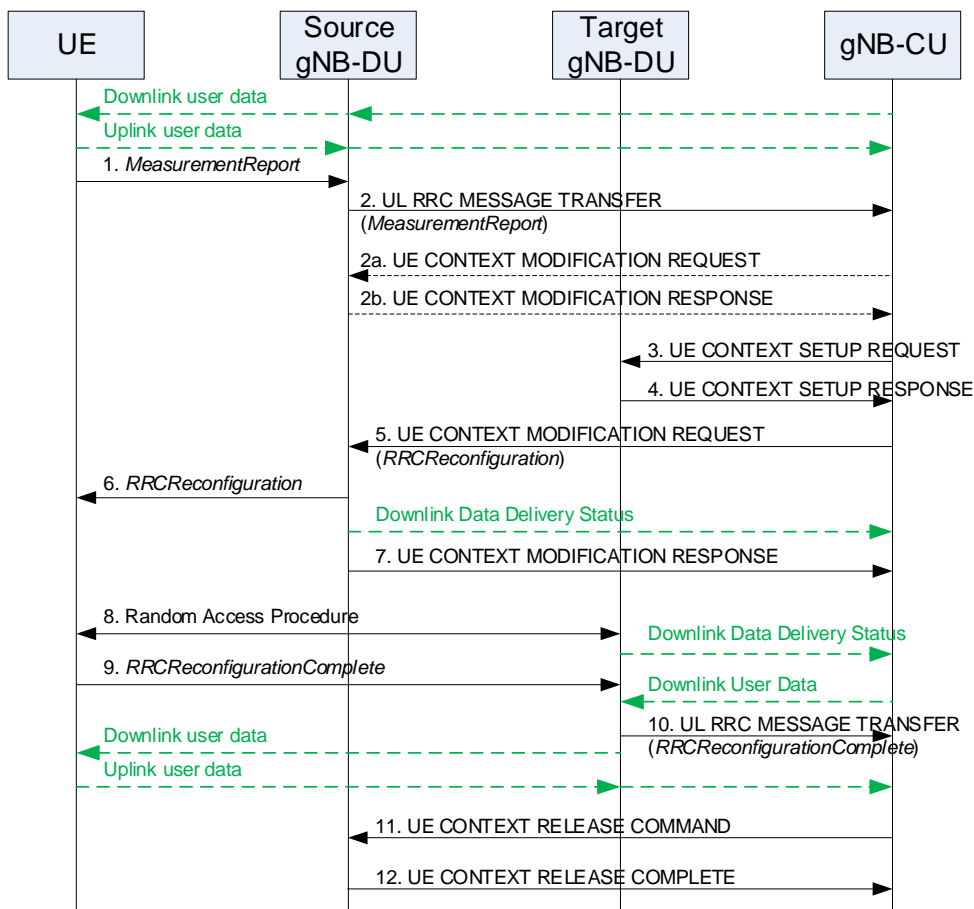 UE
Source
gNB-DU
Target
gNB-DU
gNB-CU
Downlink user data
Uplink user data
1. MeasurementReport
2. UL RRC MESSAGE TRANSFER
(MeasurementReport)
2a. UE CONTEXT MODIFICATION REQUEST
2b. UE CONTEXT MODIFICATION RESPONSE
3. UE CONTEXT SETUP REQUEST
4. UE CONTEXT SETUP RESPONSE
5. UE CONTEXT MODIFICATION REQUEST
(RRCReconfiguration)
6. RRCReconfiguration
Downlink Data Delivery Status
7. UE CONTEXT MODIFICATION RESPONSE
8. Random Access Procedure
Downlink Data Delivery Status
9. RRCReconfigurationComplete
Downlink User Data
10. UL RRC MESSAGE TRANSFER
(RRCReconfigurationComplete)
Downlink user data
Uplink user data
11. UE CONTEXT RELEASE COMMAND
12. UE CONTEXT RELEASE COMPLETE